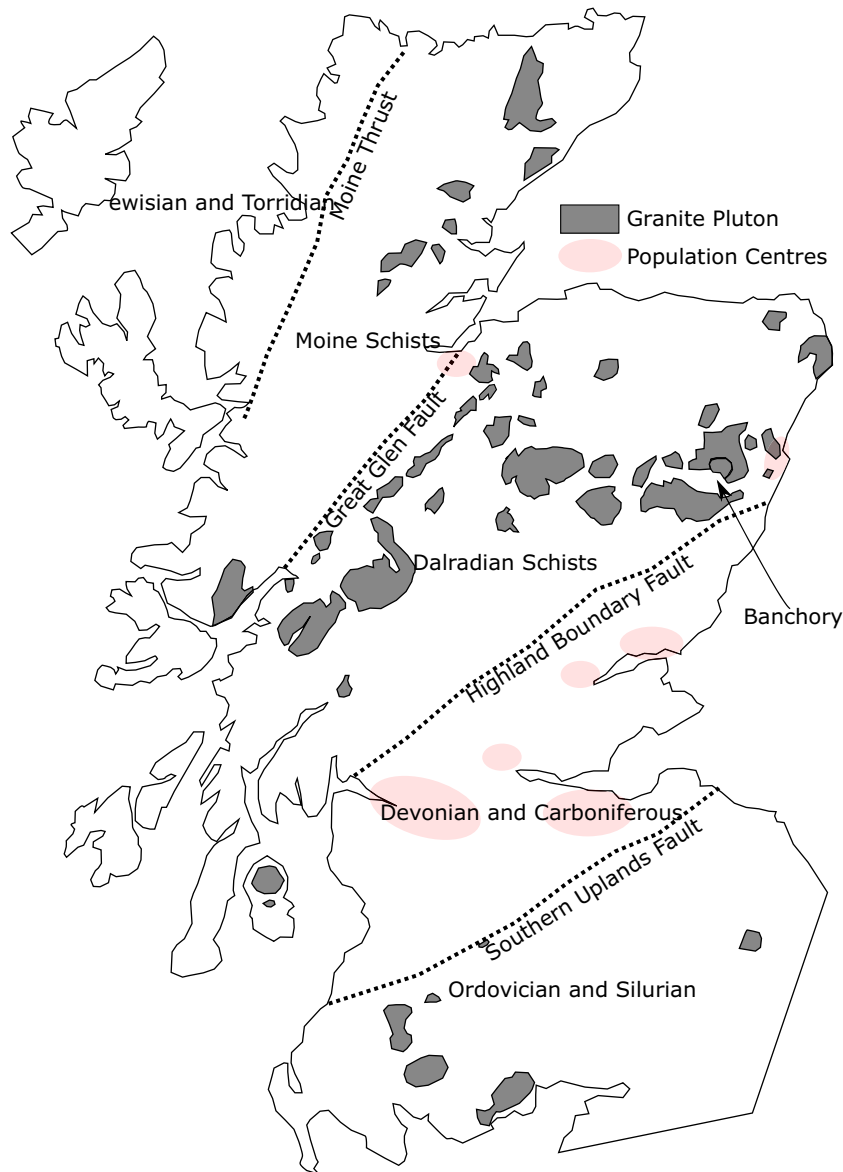 Moine Thrust
ewisian and Torridian
Granite Pluton
Population Centres
Moine Schists
Great Glen Fault
Dalradian Schists
Highland Boundary Fault
Banchory
Devonian and Carboniferous
Southern Uplands Fault
Ordovician and Silurian